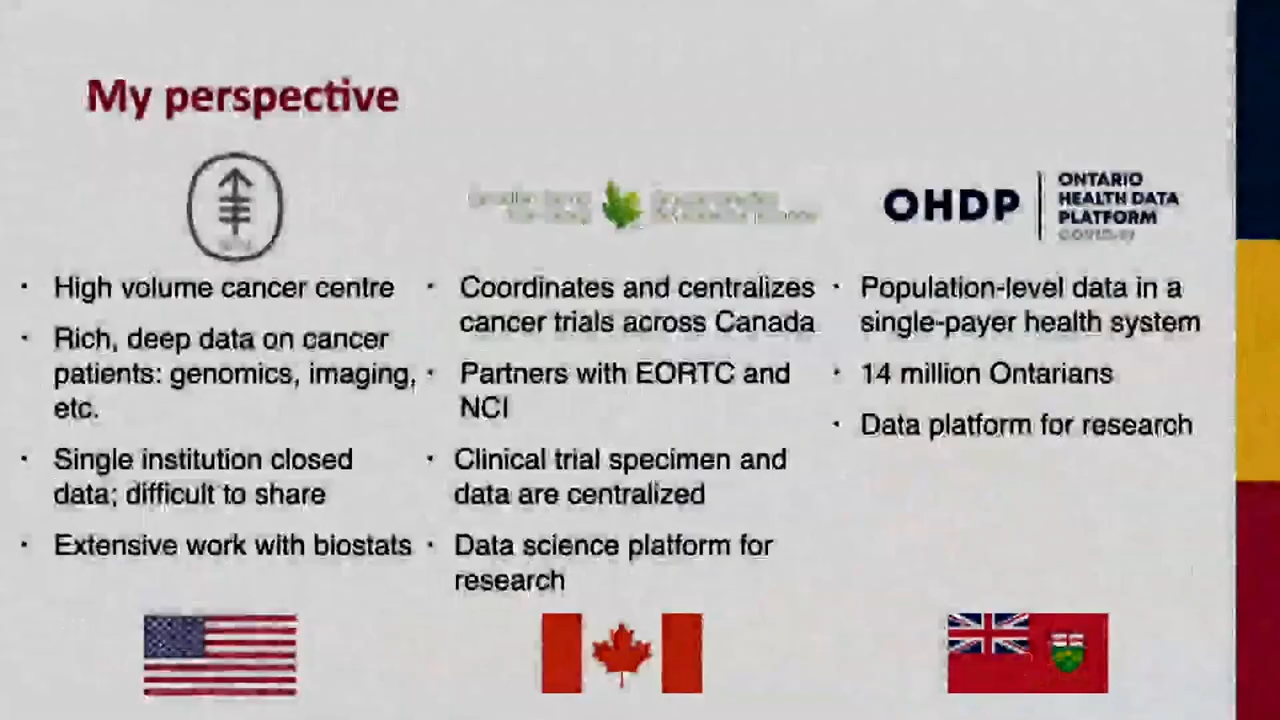 My perspective
OHDP
ONTARIO
HEALTH DATA
PLATFORM
COVID-19
· High volume cancer centre
· Rich, deep data on cancer
patients: genomics, imaging,
etc.
· Single institution closed
data; difficult to share
· Extensive work with biostats
· Coordinates and centralizes
cancer trials across Canada
· Partners with EORTC and
NCI
· Clinical trial specimen and
data are centralized
· Data science platform for
research
· Population-level data in a
single-payer health system
· 14 million Ontarians
· Data platform for research